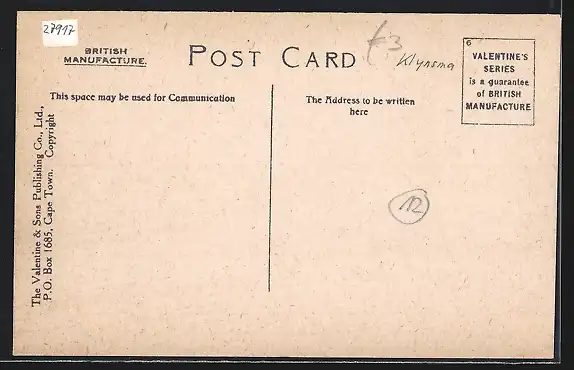 27917
BRITISH
MANUFACTURE.
POST CARD
£3
Klynsma
6
VALENTINE'S
SERIES
is a guarantee
of BRITISH
MANUFACTURE
This space may be used for Communication
The Address to be written
here
The Valentine & Sons Publishing Co., Ltd.,
P.O. Box 1685, Cape Town. Copyright
12